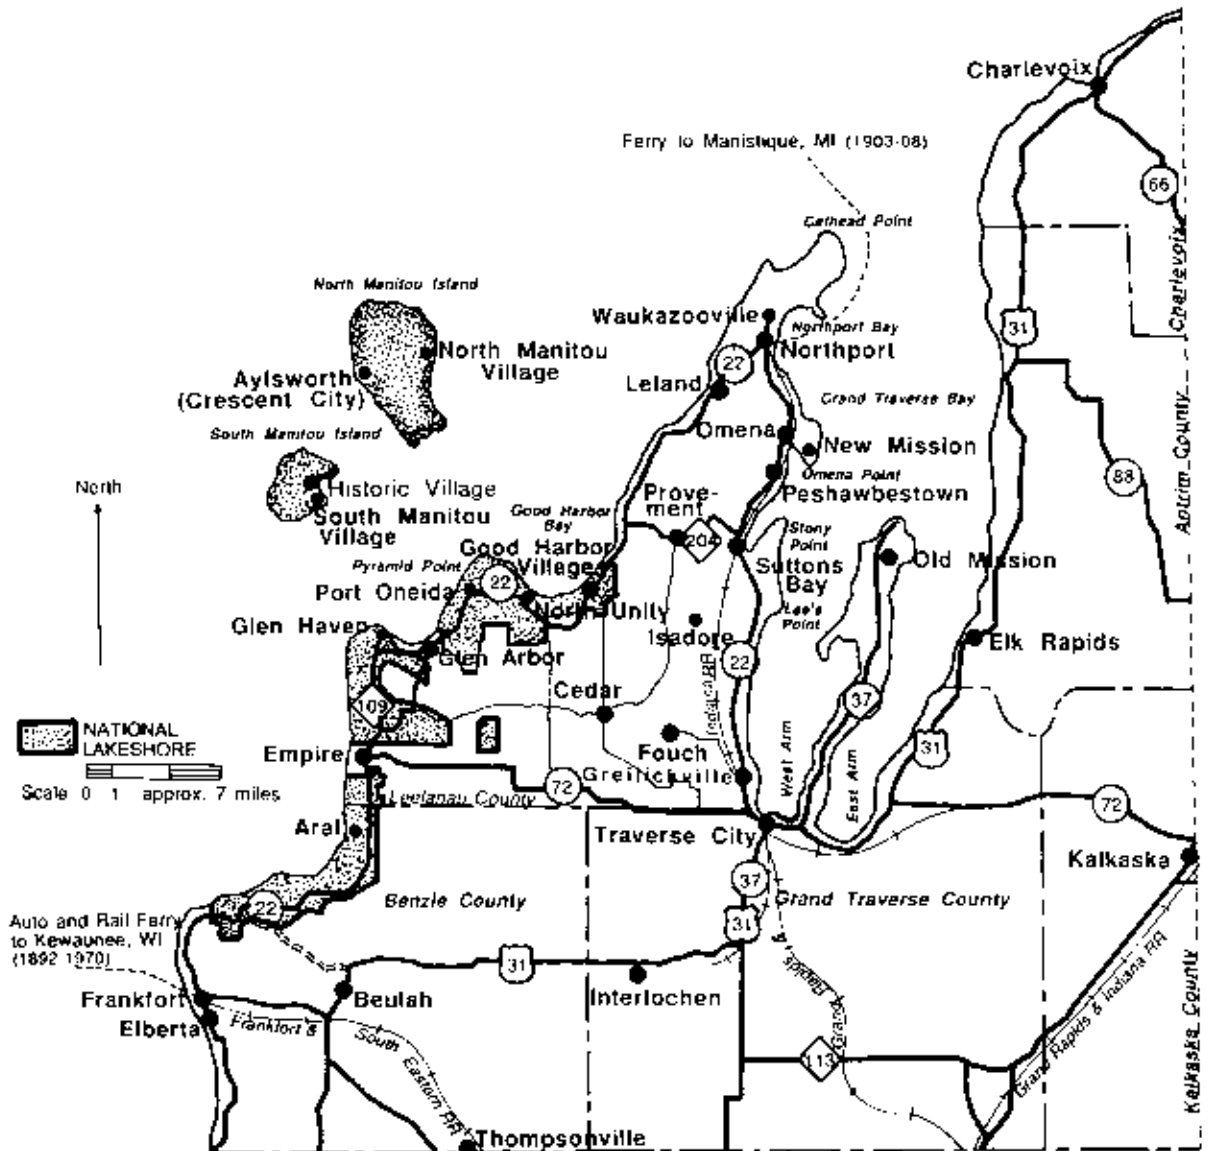 Charlevoix
Ferry to Manistique, MI (1903-08)
66
Cathead Point
Charlevoix
North Manitou Island
Waukazooville
Northport Bay
31
Northport
North Manitou
Village
22
Aylsworth
(Crescent City)
Leland
Grand Traverse Bay
South Manitou Island
Omena
New Mission
Omena Point
88
Antrim County
North
Historic Village
Prove-
ment
Peshawbestown
South Manitou
Village
Good Harbor
Bay
204
Stony
Point
Good Harbor
Village
Suttons
Bay
Old Mission
Pyramid Point
22
Port Oneida
North Unity
Lee's
Point
Glen Haven
Isadore
Elk Rapids
Glen Arbor
22
Cedar
37
109
NATIONAL
LAKESHORE
Fouch
31
Empire
Greilichville
West Arm
East Arm
Scale 0 1 approx. 7 miles
Leelanau County
72
72
Aral
Traverse City
Kalkaska
37
Benzie County
Grand Traverse County
22
31
Auto and Rail Ferry
to Kewaunee, WI
(1892 1970)
31
Frankfort
Beulah
Interlochen
Elberta
Frankfort &
South Eastern RR
Grand Rapids &
Indiana RR
113
Grand Rapids & Indiana RR
Kalkaska County
Thompsonville